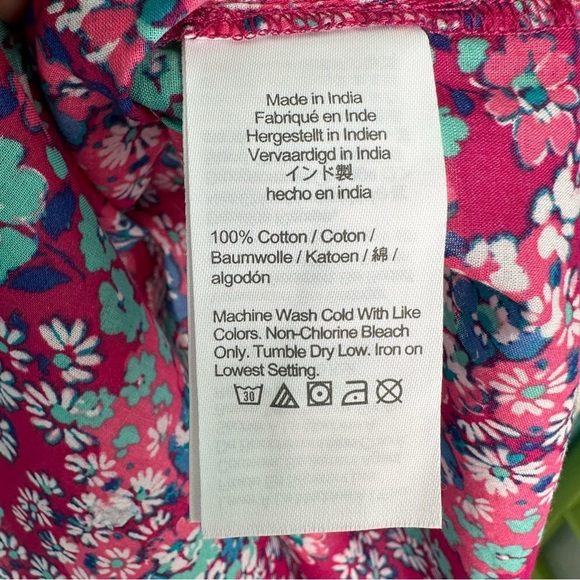 Made in India
Fabriqué en Inde
Hergestellt in Indien
Vervaardigd in India
インド製
hecho en india
100% Cotton / Coton /
Baumwolle / Katoen / 綿 /
algodón
Machine Wash Cold With Like
Colors. Non-Chlorine Bleach
Only. Tumble Dry Low. Iron on
Lowest Setting.
30